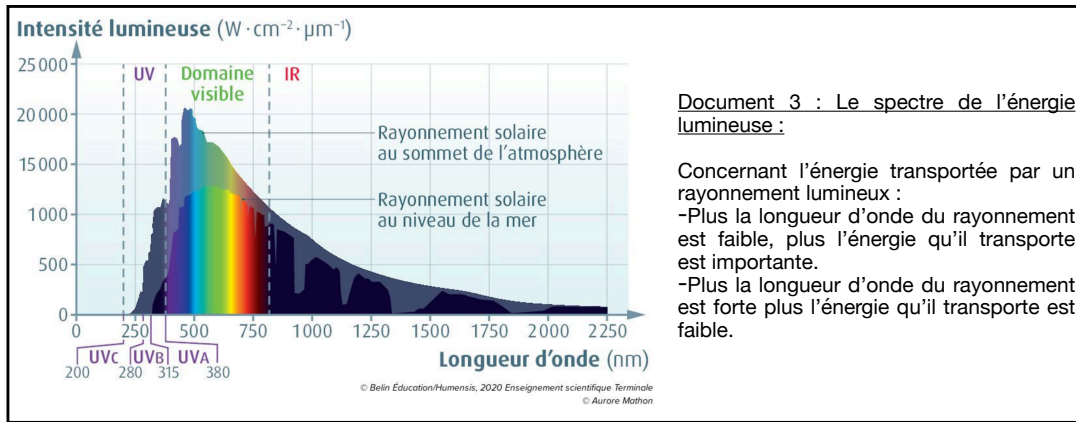 Intensité lumineuse (W · cm⁻² · µm⁻¹)
25 000
20 000
15 000
1000
500
0
UV
Domaine
visible
IR
Rayonnement solaire
au sommet de l’atmosphère
Rayonnement solaire
au niveau de la mer
0
250
500
750
1000
1250
1500
1750
2000
2250
UVC
UVB
UVA
200
280
315
380
Longueur d’onde (nm)
© Belin Éducation/Humensis, 2020 Enseignement scientifique Terminale
© Aurore Mathon
Document 3 : Le spectre de l’énergie
lumineuse :
Concernant l’énergie transportée par un
rayonnement lumineux :
-Plus la longueur d’onde du rayonnement
est faible, plus l’énergie qu’il transporte
est importante.
-Plus la longueur d’onde du rayonnement
est forte plus l’énergie qu’il transporte est
faible.